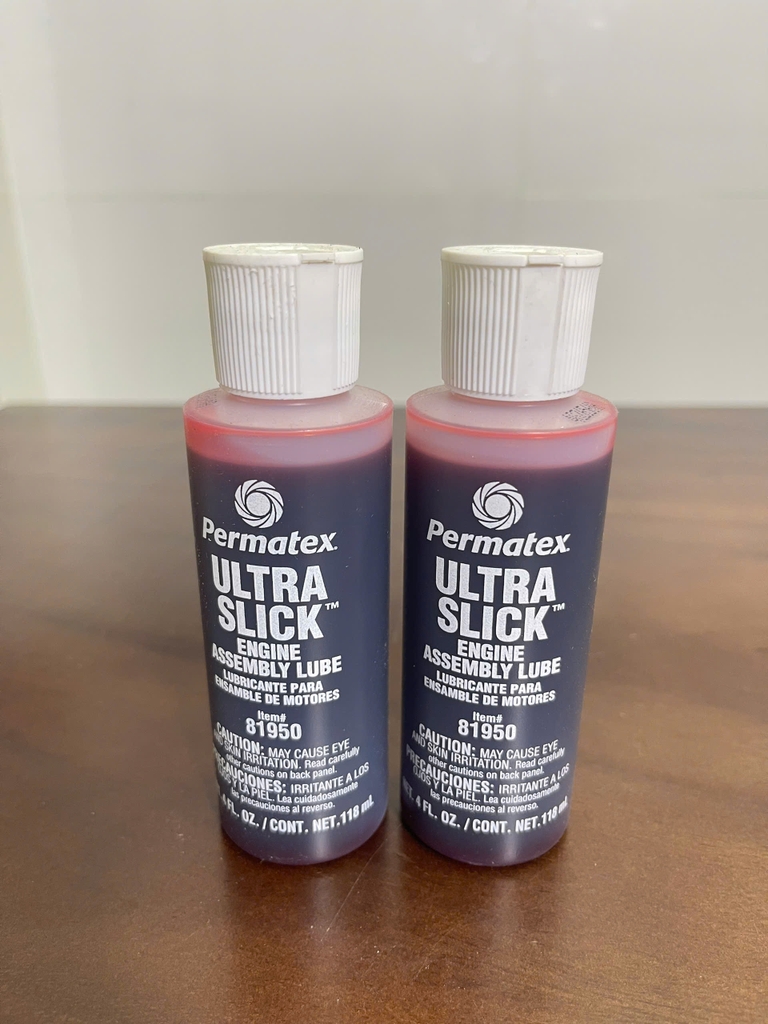 Permatex
ULTRA
SLICK™
ENGINE
ASSEMBLY LUBE
LUBRICANTE PARA
ENSAMBLE DE MOTORES
Item#
81950
CAUTION: MAY CAUSE EYE
AND SKIN IRRITATION. Read carefully
other cautions on back panel.
PRECAUCIONES: IRRITANTE A LOS
OJOS Y LA PIEL. Lea cuidadosamente
las precauciones al reverso.
4 FL. OZ. / CONT. NET. 118 mL
Permatex
ULTRA
SLICK™
ENGINE
ASSEMBLY LUBE
LUBRICANTE PARA
ENSAMBLE DE MOTORES
Item#
81950
CAUTION: MAY CAUSE EYE
AND SKIN IRRITATION. Read carefully
other cautions on back panel.
PRECAUCIONES: IRRITANTE A LOS
OJOS Y LA PIEL. Lea cuidadosamente
las precauciones al reverso.
4 FL. OZ. / CONT. NET. 118 mL